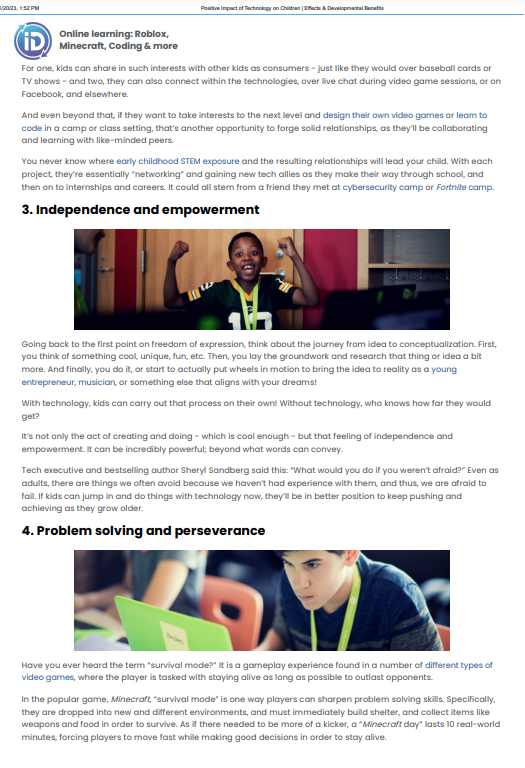 /20/23, 1:52 PM
Positive Impact of Technology on Children | Effects & Developmental Benefits
iD
Online learning: Roblox,
Minecraft, Coding & more
For one, kids can share in such interests with other kids as consumers - just like they would over baseball cards or
TV shows - and two, they can also connect within the technologies, over live chat during video game sessions, or on
Facebook, and elsewhere.
And even beyond that, if they want to take interests to the next level and design their own video games or learn to
code in a camp or class setting, that's another opportunity to forge solid relationships, as they'll be collaborating
and learning with like-minded peers.
You never know where early childhood STEM exposure and the resulting relationships will lead your child. With each
project, they're essentially "networking" and gaining new tech allies as they make their way through school, and
then on to internships and careers. It could all stem from a friend they met at cybersecurity camp or Fortnite camp.
3. Independence and empowerment
Going back to the first point on freedom of expression, think about the journey from idea to conceptualization. First,
you think of something cool, unique, fun, etc. Then, you lay the groundwork and research that thing or idea a bit
more. And finally, you do it, or start to actually put wheels in motion to bring the idea to reality as a young
entrepreneur, musician, or something else that aligns with your dreams!
With technology, kids can carry out that process on their own! Without technology, who knows how far they would
get?
It's not only the act of creating and doing - which is cool enough - but that feeling of independence and
empowerment. It can be incredibly powerful; beyond what words can convey.
Tech executive and bestselling author Sheryl Sandberg said this: "What would you do if you weren't afraid?" Even as
adults, there are things we often avoid because we haven't had experience with them, and thus, we are afraid to
fail. If kids can jump in and do things with technology now, they'll be in better position to keep pushing and
achieving as they grow older.
4. Problem solving and perseverance
Have you ever heard the term "survival mode?" It is a gameplay experience found in a number of different types of
video games, where the player is tasked with staying alive as long as possible to outlast opponents.
In the popular game, Minecraft, "survival mode" is one way players can sharpen problem solving skills. Specifically,
they are dropped into new and different environments, and must immediately build shelter, and collect items like
weapons and food in order to survive. As if there needed to be more of a kicker, a "Minecraft day" lasts 10 real-world
minutes, forcing players to move fast while making good decisions in order to stay alive.